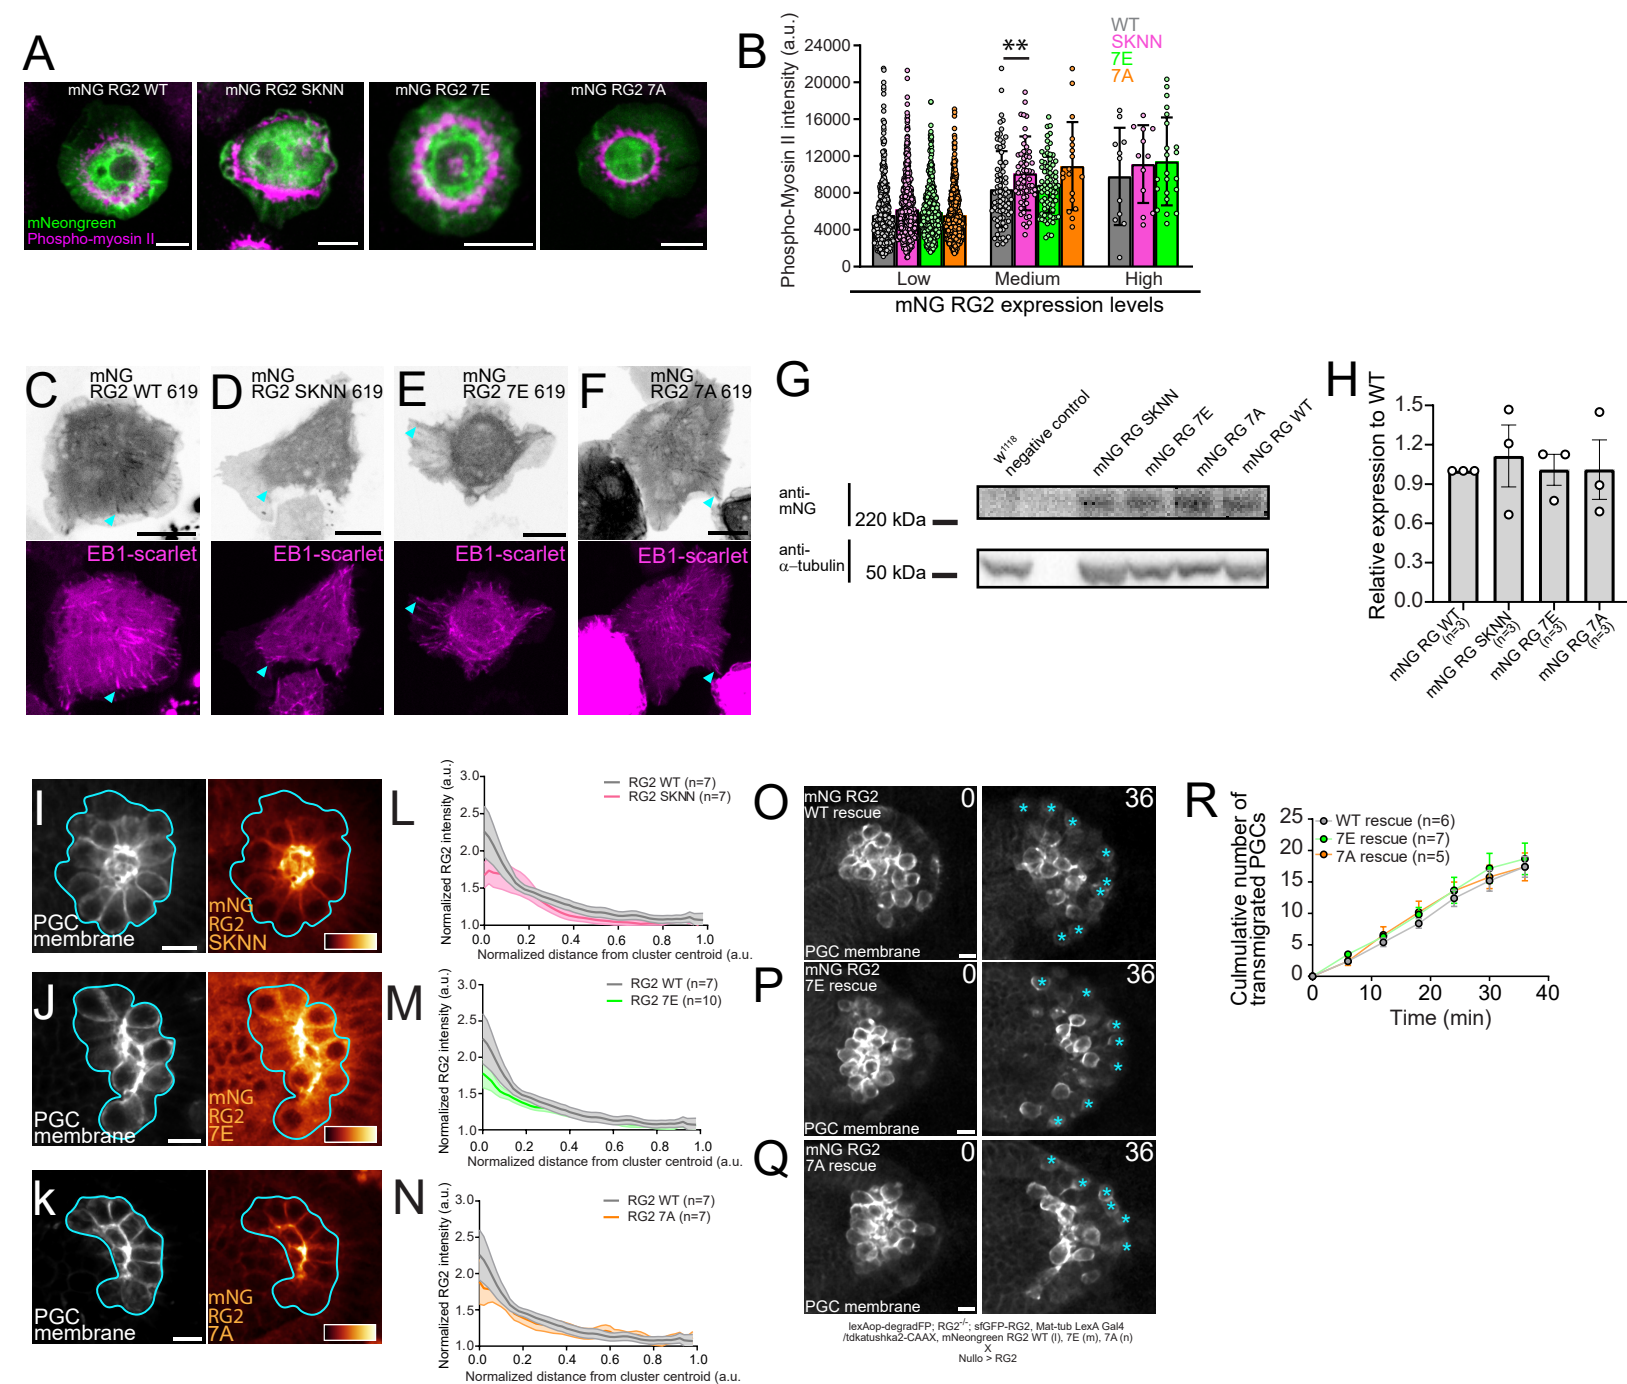 A
mNG RG2 WT
mNG RG2 SKNN
mNG RG2 7E
mNG RG2 7A
mNeongreen
Phospho-myosin II
B
Phospho-Myosin II intensity (a.u.)
24000
20000
16000
12000
8000
4000
0
**
WT
SKNN
7E
7A
Low
Medium
High
mNG RG2 expression levels
C
mNG
RG2 WT 619
D
mNG
RG2 SKNN 619
E
mNG
RG2 7E 619
F
mNG
RG2 7A 619
EB1-scarlet
EB1-scarlet
EB1-scarlet
EB1-scarlet
G
w1118
negative control
mNG RG SKNN
mNG RG 7E
mNG RG 7A
mNG RG WT
anti-
mNG
220 kDa
anti-
α-tubulin
50 kDa
H
Relative expression to WT
1.5
1.2
0.9
0.6
0.3
0.0
mNG RG WT
(n=3)
mNG RG SKNN
(n=3)
mNG RG 7E
(n=3)
mNG RG 7A
(n=3)
I
PGC
membrane
mNG
RG2
SKNN
J
PGC
membrane
mNG
RG2
7E
k
PGC
membrane
mNG
RG2
7A
L
Normalized RG2 intensity (a.u.)
3.0
2.5
2.0
1.5
1.0
RG2 WT (n=7)
RG2 SKNN (n=7)
0.0 0.2 0.4 0.6 0.8 1.0
Normalized distance from cluster centroid (a.u.
M
Normalized RG2 intensity (a.u.)
3.0
2.5
2.0
1.5
1.0
RG2 WT (n=7)
RG2 7E (n=10)
0.0 0.2 0.4 0.6 0.8 1.0
Normalized distance from cluster centroid (a.u.
N
Normalized RG2 intensity (a.u.)
3.0
2.5
2.0
1.5
1.0
RG2 WT (n=7)
RG2 7A (n=7)
0.0 0.2 0.4 0.6 0.8 1.0
Normalized distance from cluster centroid (a.u.
O
mNG RG2
WT rescue
0
36
PGC membrane
P
mNG RG2
7E rescue
0
36
PGC membrane
Q
mNG RG2
7A rescue
0
36
PGC membrane
lexAop-degradFP; RG2-/-; sfGFP-RG2, Mat-tub LexA Gal4
/tdkatushka2-CAAX, mNeongreen RG2 WT (l), 7E (m), 7A (n)
X
Nullo > RG2
R
Culmulative number of
transmigrated PGCs
25
20
15
10
5
0
WT rescue (n=6)
7E rescue (n=7)
7A rescue (n=5)
0 10 20 30 40
Time (min)